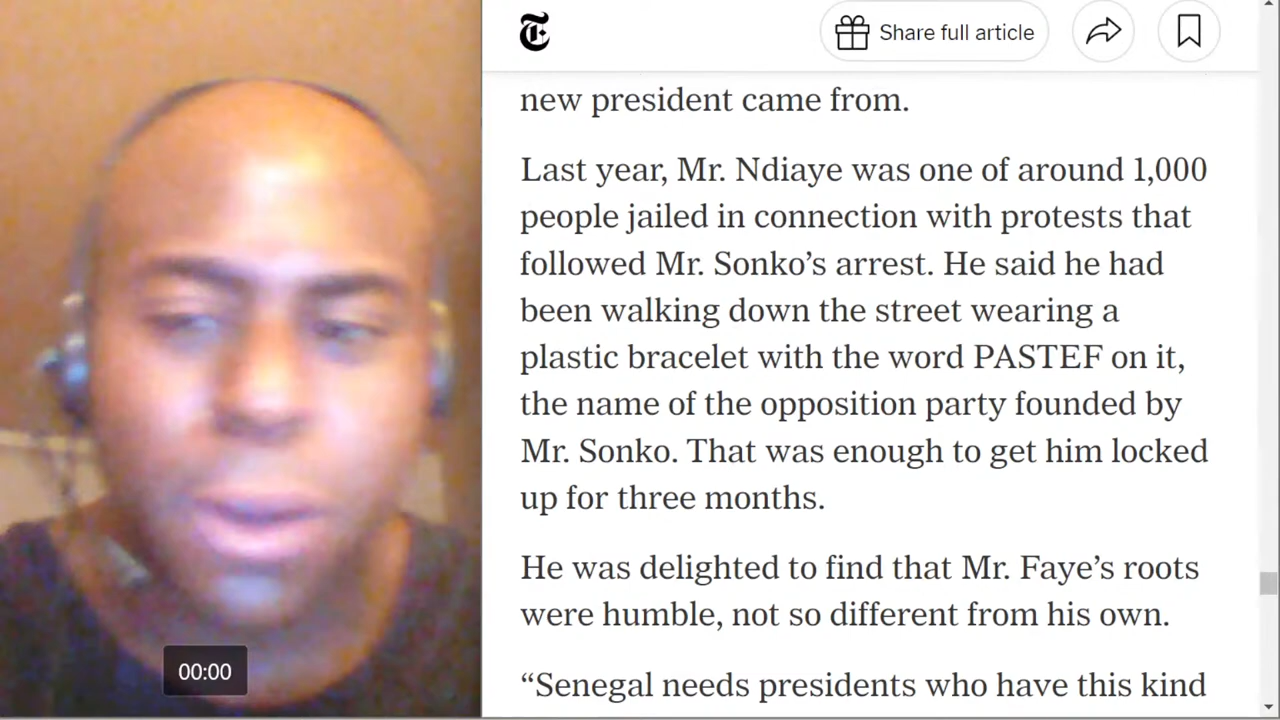 Share full article
new president came from.
Last year, Mr. Ndiaye was one of around 1,000
people jailed in connection with protests that
followed Mr. Sonko’s arrest. He said he had
been walking down the street wearing a
plastic bracelet with the word PASTEF on it,
the name of the opposition party founded by
Mr. Sonko. That was enough to get him locked
up for three months.
He was delighted to find that Mr. Faye’s roots
were humble, not so different from his own.
“Senegal needs presidents who have this kind
00:00